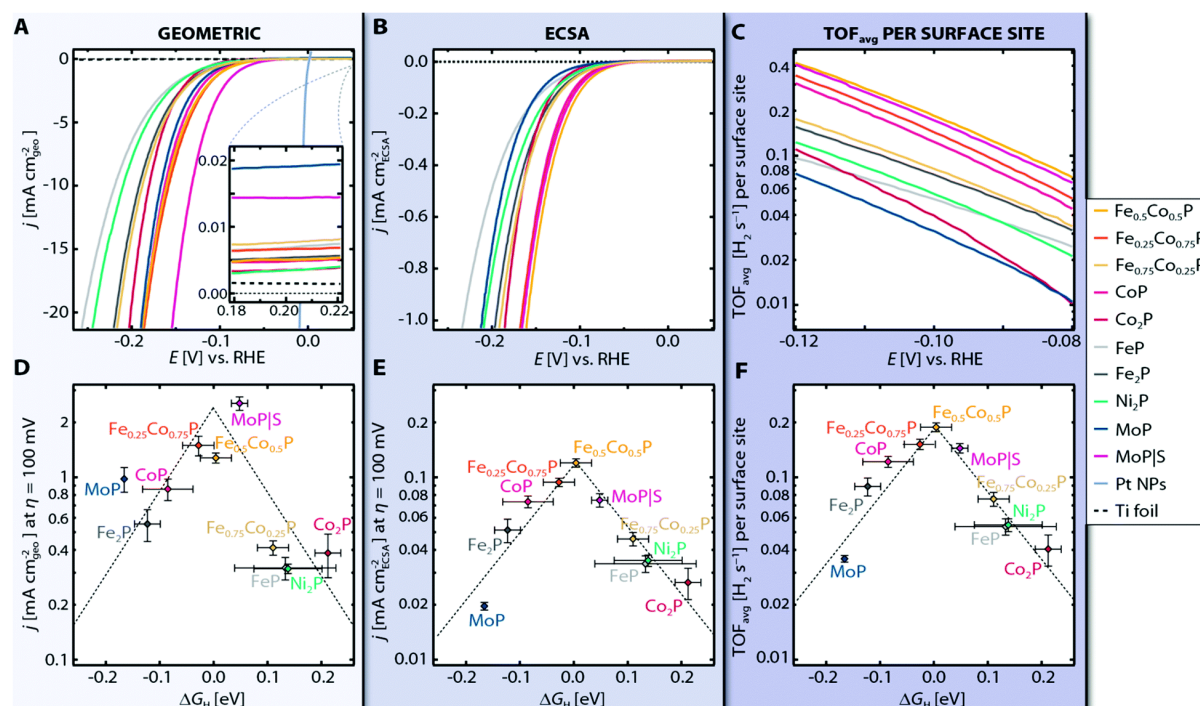 A
GEOMETRIC
0
-5
-10
-15
-20
j [mA cm⁻²geo]
0.02
0.01
0.00
0.18 0.20 0.22
-0.2 -0.1 0.0
E [V] vs. RHE
B
ECSA
0.0
-0.2
-0.4
-0.6
-0.8
-1.0
j [mA cm⁻²ECSA]
-0.2 -0.1 0.0
E [V] vs. RHE
C
TOFavg PER SURFACE SITE
0.4
0.1
0.08
0.04
0.01
TOFavg [H₂ s⁻¹] per surface site
-0.12 -0.10 -0.08
E [V] vs. RHE
Fe₀.₅Co₀.₅P
Fe₀.₂₅Co₀.₇₅P
Fe₀.₇₅Co₀.₂₅P
CoP
Co₂P
FeP
Fe₂P
Ni₂P
MoP
MoP|S
Pt NPs
Ti foil
D
2
1
0.8
0.6
0.4
0.2
0.1
j [mA cm⁻²geo] at η = 100 mV
MoP|S
Fe₀.₂₅Co₀.₇₅P
Fe₀.₅Co₀.₅P
CoP
MoP
Fe₂P
Fe₀.₇₅Co₀.₂₅P
Co₂P
FeP
Ni₂P
-0.2 -0.1 0.0 0.1 0.2
ΔGH [eV]
E
0.2
0.1
0.08
0.06
0.04
0.02
0.01
j [mA cm⁻²ECSA] at η = 100 mV
Fe₀.₅Co₀.₅P
Fe₀.₂₅Co₀.₇₅P
CoP
MoP|S
Fe₂P
Fe₀.₇₅Co₀.₂₅P
Ni₂P
FeP
Co₂P
MoP
-0.2 -0.1 0.0 0.1 0.2
ΔGH [eV]
F
0.2
0.1
0.08
0.06
0.04
0.02
0.01
TOFavg [H₂ s⁻¹] per surface site
Fe₀.₅Co₀.₅P
Fe₀.₂₅Co₀.₇₅P
CoP
MoP|S
Fe₂P
Fe₀.₇₅Co₀.₂₅P
Ni₂P
FeP
Co₂P
MoP
-0.2 -0.1 0.0 0.1 0.2
ΔGH [eV]